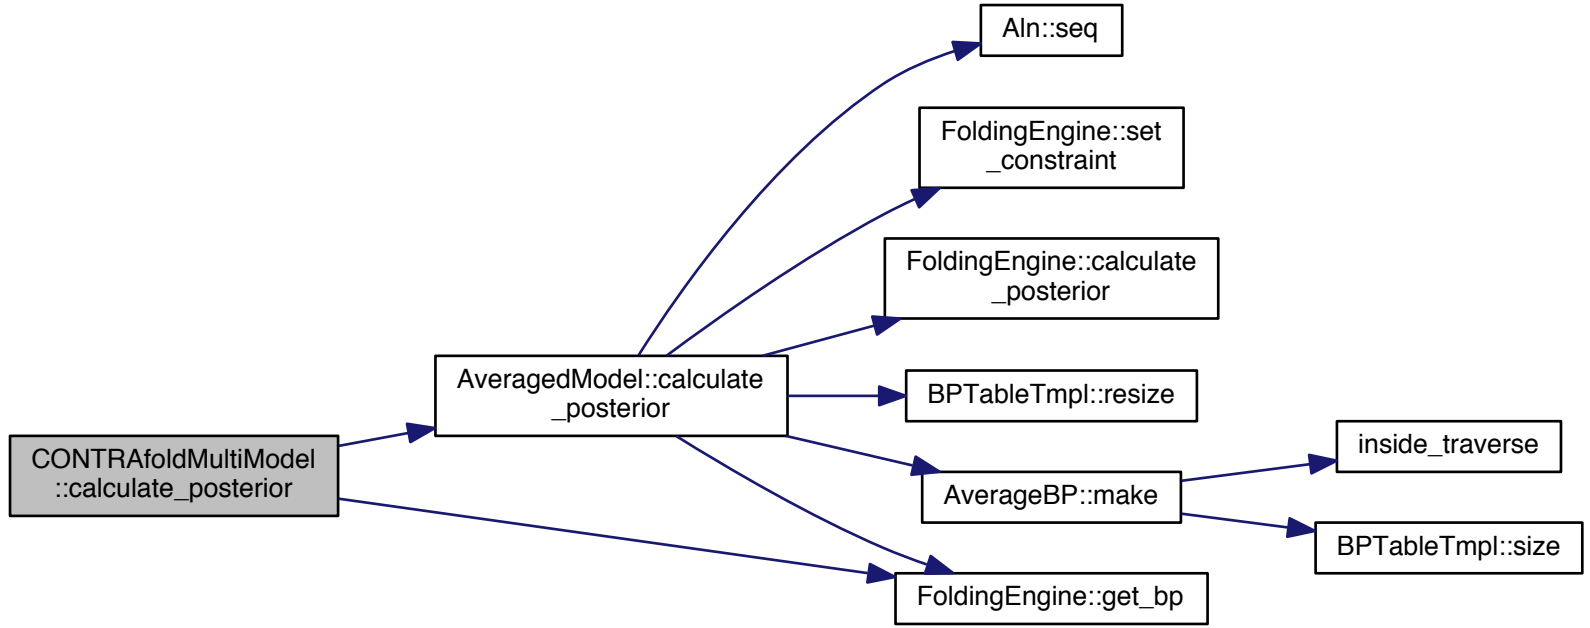 Aln::seq
FoldingEngine::set
_constraint
FoldingEngine::calculate
_posterior
AveragedModel::calculate
_posterior
BPTableTmpl::resize
CONTRAfoldMultiModel
::calculate_posterior
inside_traverse
AverageBP::make
BPTableTmpl::size
FoldingEngine::get_bp